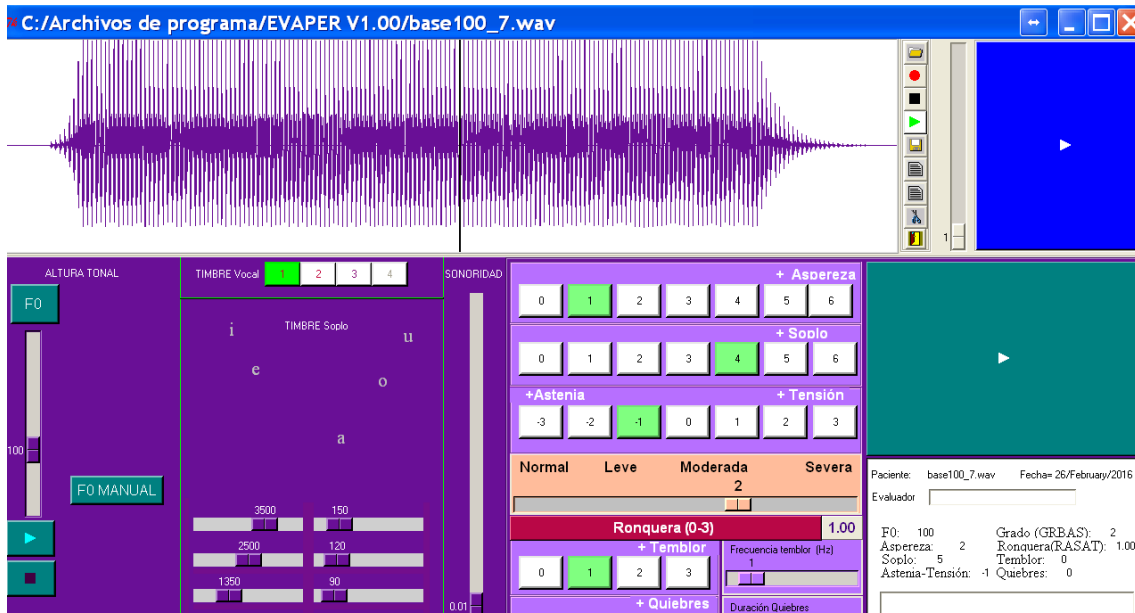 C:/Archivos de programa/EVAPER V1.00/base100_7.wav
1
ALTURA TONAL
F0
100
F0 MANUAL
TIMBRE Vocal 1 2 3 4
TIMBRE Soplo
i u
e o
a
3500 150
2500 120
1350 90
SONORIDAD
0.01
+ Aspereza
0 1 2 3 4 5 6
+ Soplo
0 1 2 3 4 5 6
+Astenia + Tensión
-3 -2 -1 0 1 2 3
Normal Leve Moderada Severa
2
Ronquera (0-3) 1.00
+ Temblor
0 1 2 3
Frecuencia temblor (Hz)
1
+ Quiebres
Duración Quiebres
Paciente: base100_7.wav Fecha= 26/February/2016
Evaluador
F0: 100 Grado (GRBAS): 2
Aspereza: 2 Ronquera(RASAT): 1.00
Soplo: 5 Temblor: 0
Astenia-Tensión: -1 Quiebres: 0